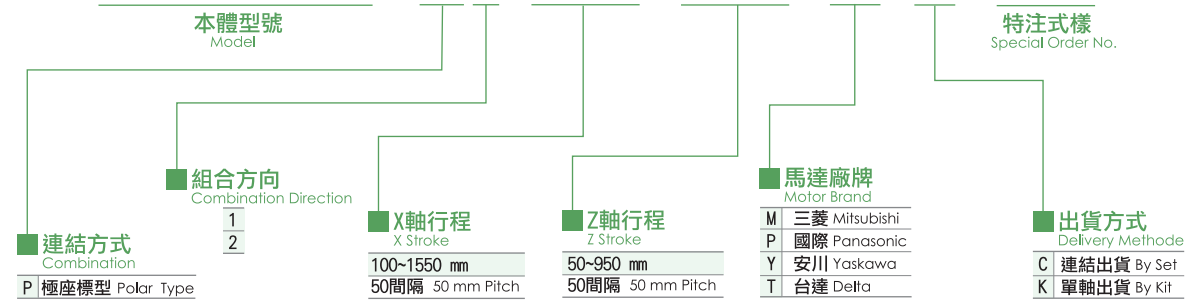 本體型號
Model
特注式樣
Special Order No.
連結方式
Combination
P 極座標型 Polar Type
組合方向
Combination Direction
1
2
X軸行程
X Stroke
100~1550 mm
50間隔 50 mm Pitch
Z軸行程
Z Stroke
50~950 mm
50間隔 50 mm Pitch
馬達廠牌
Motor Brand
M 三菱 Mitsubishi
P 國際 Panasonic
Y 安川 Yaskawa
T 台達 Delta
出貨方式
Delivery Methode
C 連結出貨 By Set
K 單軸出貨 By Kit